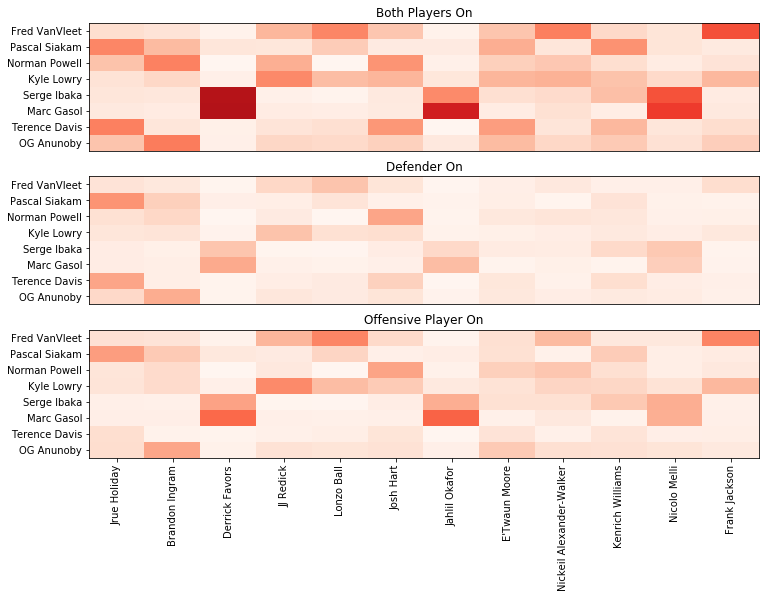 Both Players On
Fred VanVleet
Pascal Siakam
Norman Powell
Kyle Lowry
Serge Ibaka
Marc Gasol
Terence Davis
OG Anunoby
Defender On
Fred VanVleet
Pascal Siakam
Norman Powell
Kyle Lowry
Serge Ibaka
Marc Gasol
Terence Davis
OG Anunoby
Offensive Player On
Fred VanVleet
Pascal Siakam
Norman Powell
Kyle Lowry
Serge Ibaka
Marc Gasol
Terence Davis
OG Anunoby
Jrue Holiday
Brandon Ingram
Derrick Favors
JJ Redick
Lonzo Ball
Josh Hart
Jahlil Okafor
E'Twaun Moore
Nickeil Alexander-Walker
Kenrich Williams
Nicolo Melli
Frank Jackson